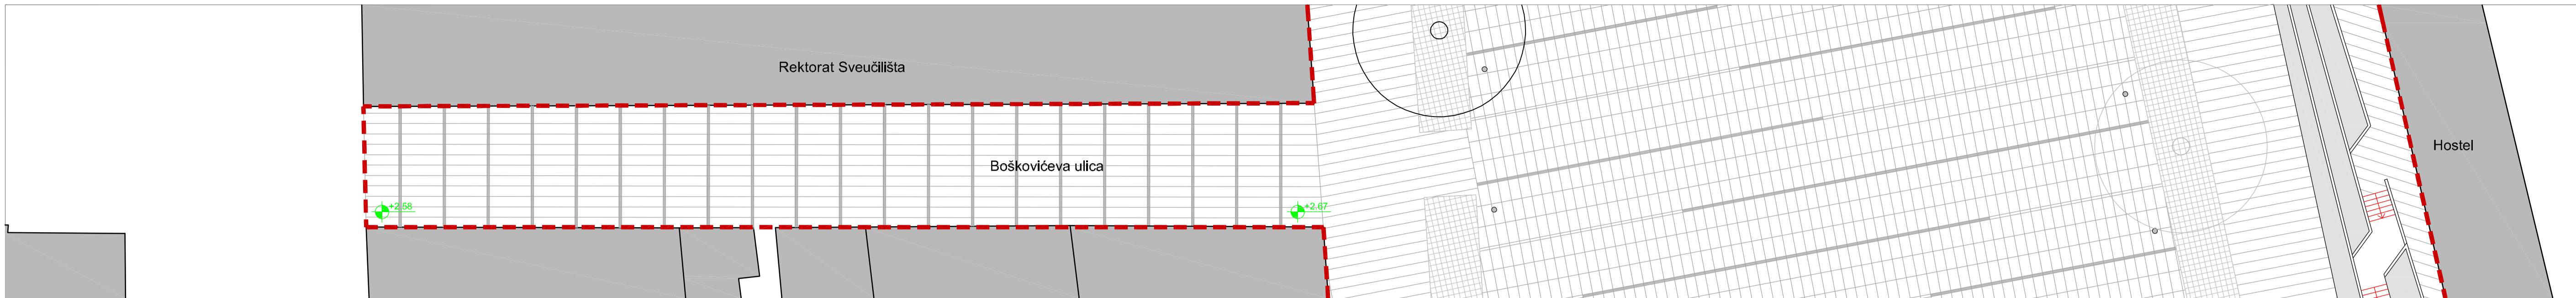 Rektorat Sveučilišta
Hostel
Boškovićeva ulica
+2.58
+2.67